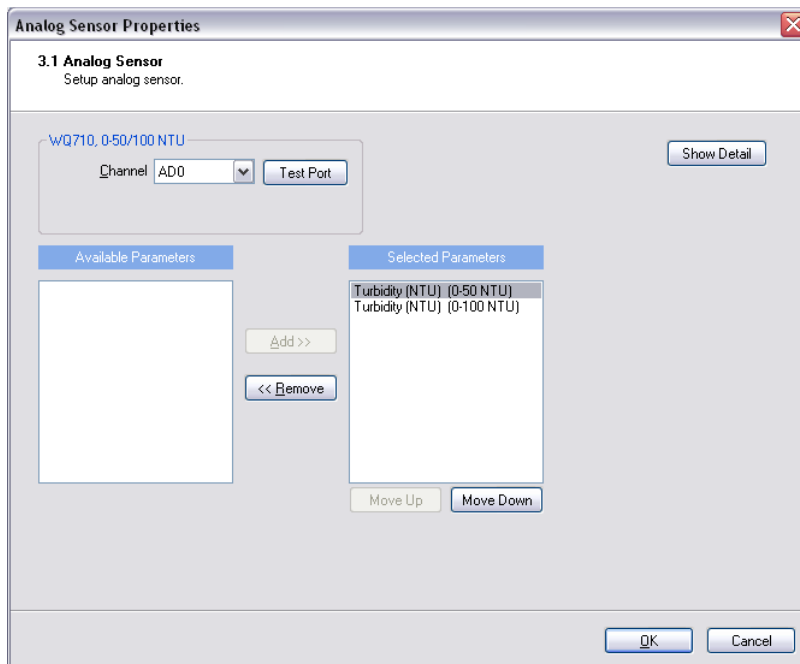 Analog Sensor Properties
3.1 Analog Sensor
Setup analog sensor.
WQ710, 0-50/100 NTU
Channel AD0 Test Port
Show Detail
Available Parameters
Selected Parameters
Turbidity (NTU) (0-50 NTU)
Turbidity (NTU) (0-100 NTU)
Add >>
<< Remove
Move Up Move Down
OK Cancel